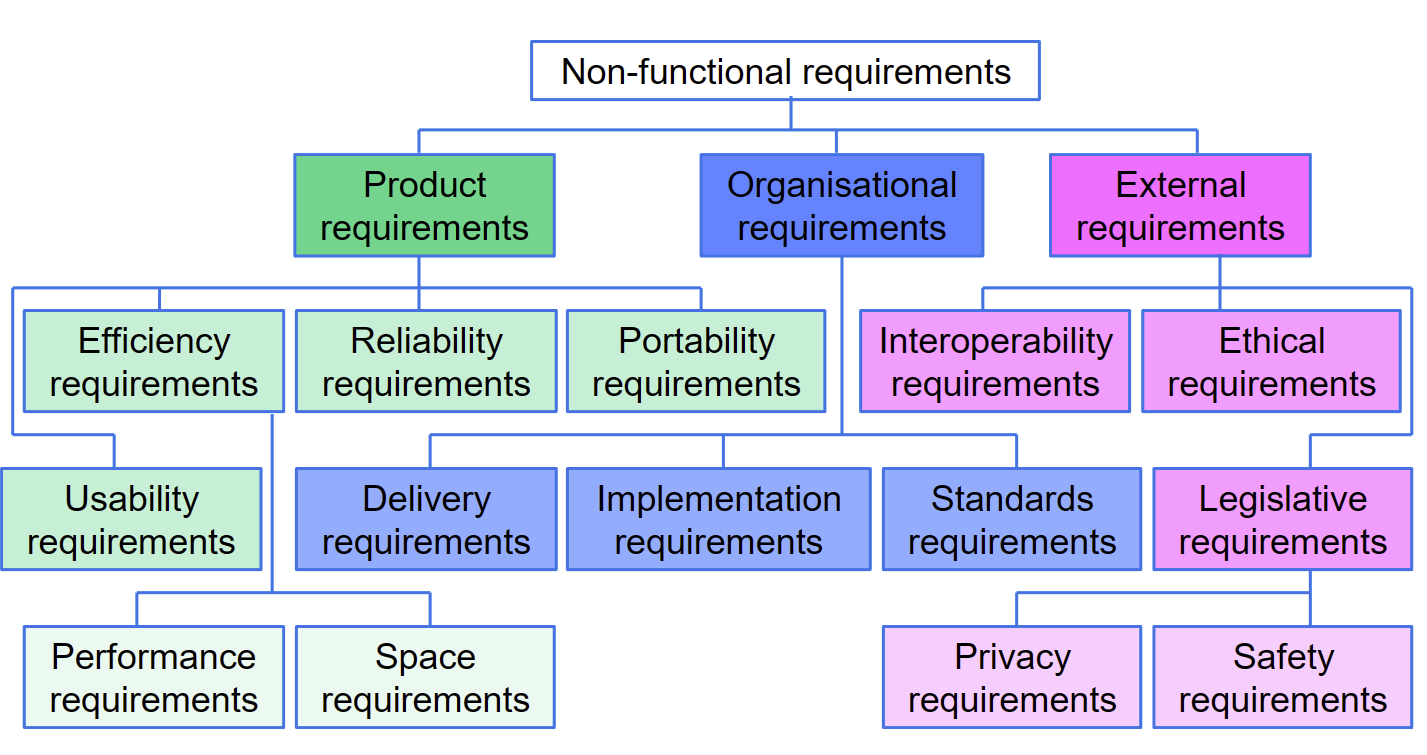 Non-functional requirements
Product
requirements
Organisational
requirements
External
requirements
Efficiency
requirements
Reliability
requirements
Portability
requirements
Interoperability
requirements
Ethical
requirements
Usability
requirements
Delivery
requirements
Implementation
requirements
Standards
requirements
Legislative
requirements
Performance
requirements
Space
requirements
Privacy
requirements
Safety
requirements